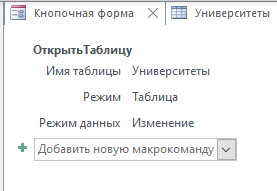 Кнопочная форма Университеты
ОткрытьТаблицу
Имя таблицы Университеты
Режим Таблица
Режим данных Изменение
Добавить новую макрокоманду